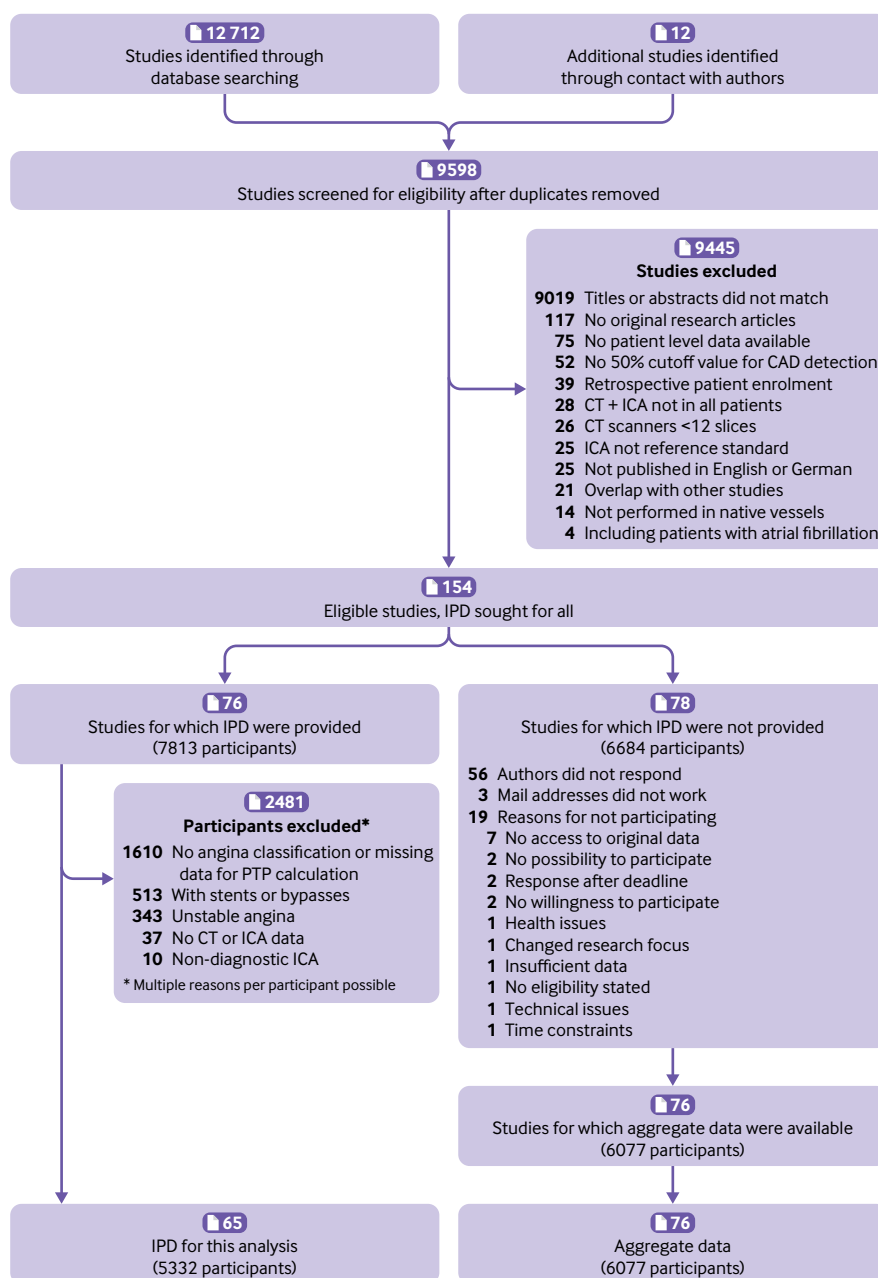 12 712
Studies identified through
database searching
12
Additional studies identified
through contact with authors
9598
Studies screened for eligibility after duplicates removed
9445
Studies excluded
9019 Titles or abstracts did not match
117 No original research articles
75 No patient level data available
52 No 50% cutoff value for CAD detection
39 Retrospective patient enrolment
28 CT + ICA not in all patients
26 CT scanners <12 slices
25 ICA not reference standard
25 Not published in English or German
21 Overlap with other studies
14 Not performed in native vessels
4 Including patients with atrial fibrillation
154
Eligible studies, IPD sought for all
76
Studies for which IPD were provided
(7813 participants)
2481
Participants excluded*
1610 No angina classification or missing
data for PTP calculation
513 With stents or bypasses
343 Unstable angina
37 No CT or ICA data
10 Non-diagnostic ICA
* Multiple reasons per participant possible
78
Studies for which IPD were not provided
(6684 participants)
56 Authors did not respond
3 Mail addresses did not work
19 Reasons for not participating
7 No access to original data
2 No possibility to participate
2 Response after deadline
2 No willingness to participate
1 Health issues
1 Changed research focus
1 Insufficient data
1 No eligibility stated
1 Technical issues
1 Time constraints
76
Studies for which aggregate data were available
(6077 participants)
65
IPD for this analysis
(5332 participants)
76
Aggregate data
(6077 participants)